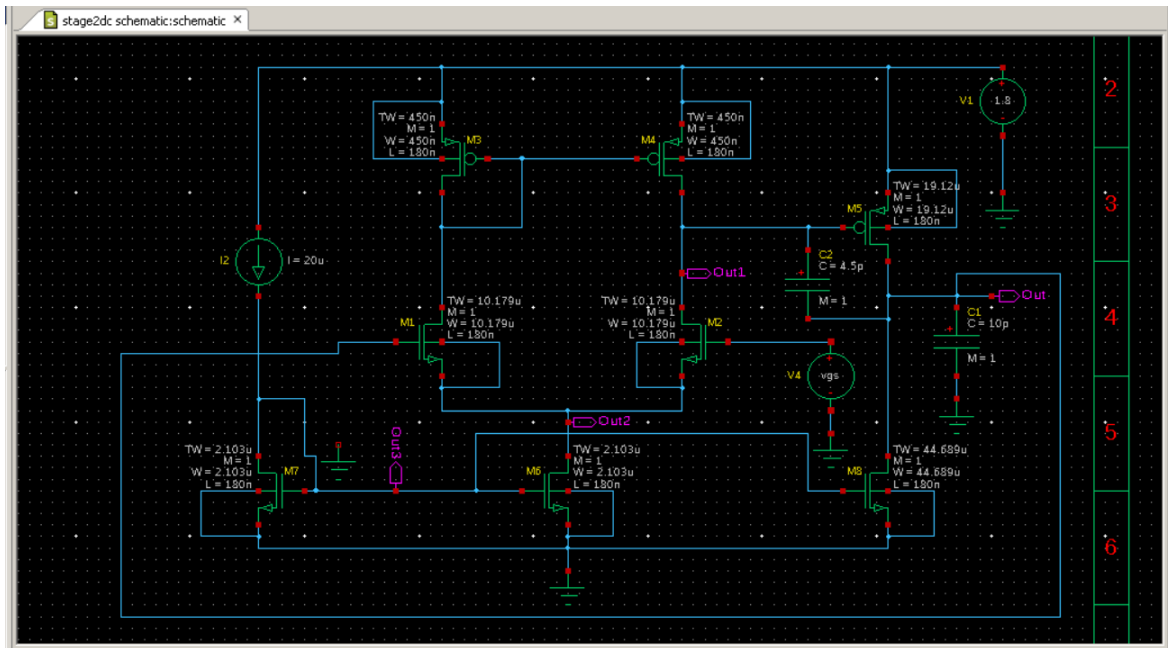 stage2dc schematic:schematic ×
2
V1
1.8
TW = 450n
M = 1
W = 450n
L = 180n
M3
TW = 450n
M = 1
W = 450n
L = 180n
M4
TW = 19.12u
M = 1
W = 19.12u
L = 180n
M5
3
I2
I = 20u
C2
C = 4.5p
M = 1
Out1
Out
C1
C = 10p
M = 1
TW = 10.179u
M = 1
W = 10.179u
L = 180n
M1
TW = 10.179u
M = 1
W = 10.179u
L = 180n
M2
4
V4
vgs
Out2
Out3
5
TW = 2.103u
M = 1
W = 2.103u
L = 180n
M7
TW = 2.103u
M = 1
W = 2.103u
L = 180n
M6
TW = 44.689u
M = 1
W = 44.689u
L = 180n
M8
6